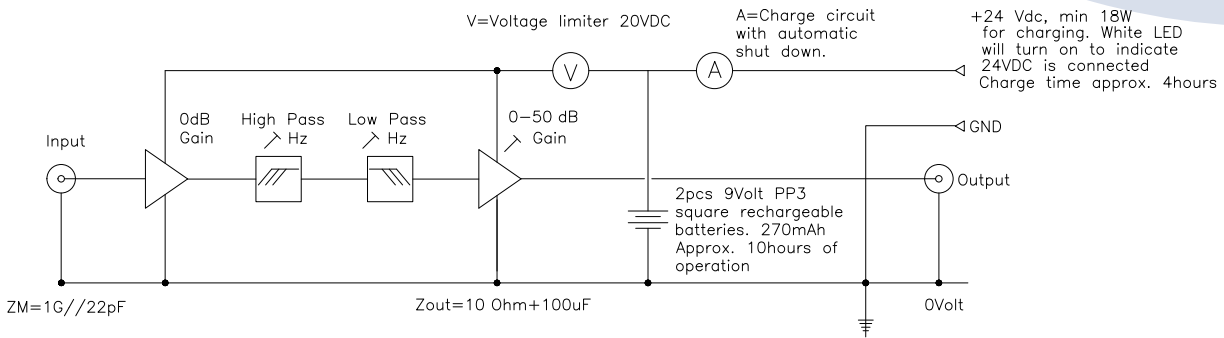 V=Voltage limiter 20VDC
A=Charge circuit
with automatic
shut down.
+24 Vdc, min 18W
for charging. White LED
will turn on to indicate
24VDC is connected
Charge time approx. 4hours
V
A
0dB
Gain
High Pass
Hz
Low Pass
Hz
0-50 dB
Gain
GND
Input
Output
2pcs 9Volt PP3
square rechargeable
batteries. 270mAh
Approx. 10hours of
operation
ZM=1G//22pF
Zout=10 Ohm+100uF
0Volt